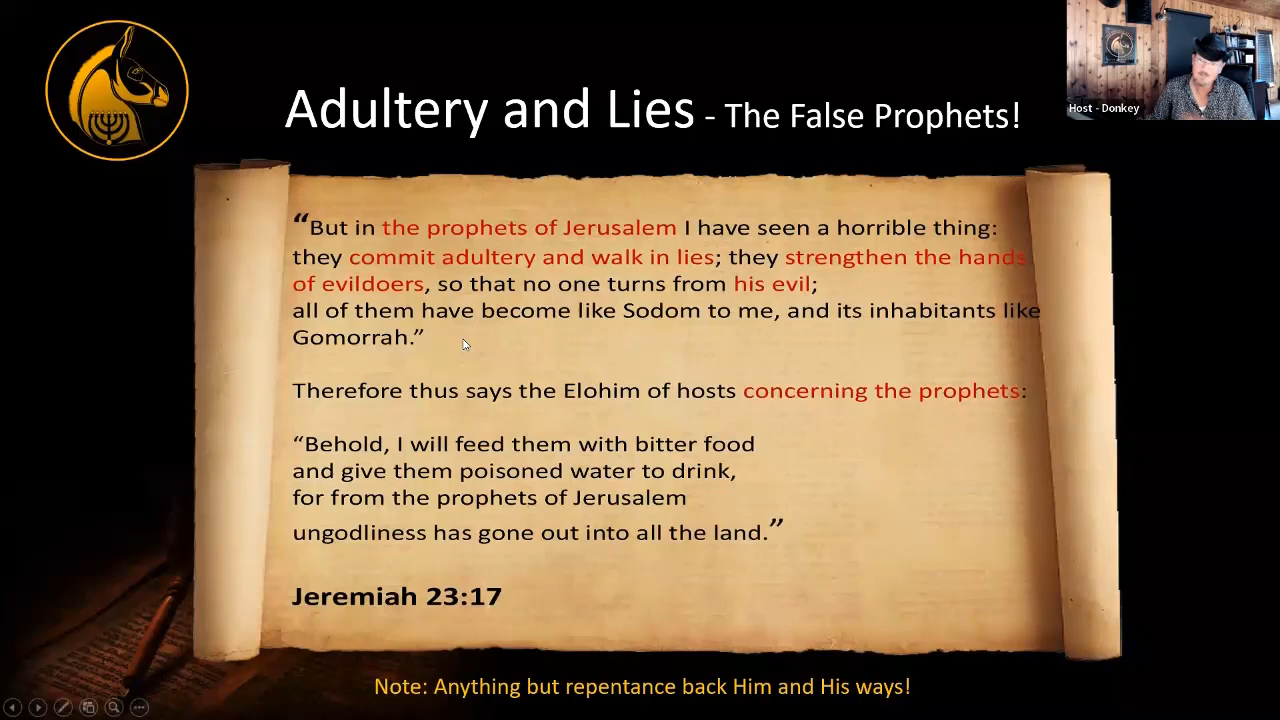 Host - Donkey
Adultery and Lies - The False Prophets!
“But in the prophets of Jerusalem I have seen a horrible thing:
they commit adultery and walk in lies; they strengthen the hands
of evildoers, so that no one turns from his evil;
all of them have become like Sodom to me, and its inhabitants like
Gomorrah.”
Therefore thus says the Elohim of hosts concerning the prophets:
“Behold, I will feed them with bitter food
and give them poisoned water to drink,
for from the prophets of Jerusalem
ungodliness has gone out into all the land.”
Jeremiah 23:17
Note: Anything but repentance back Him and His ways!